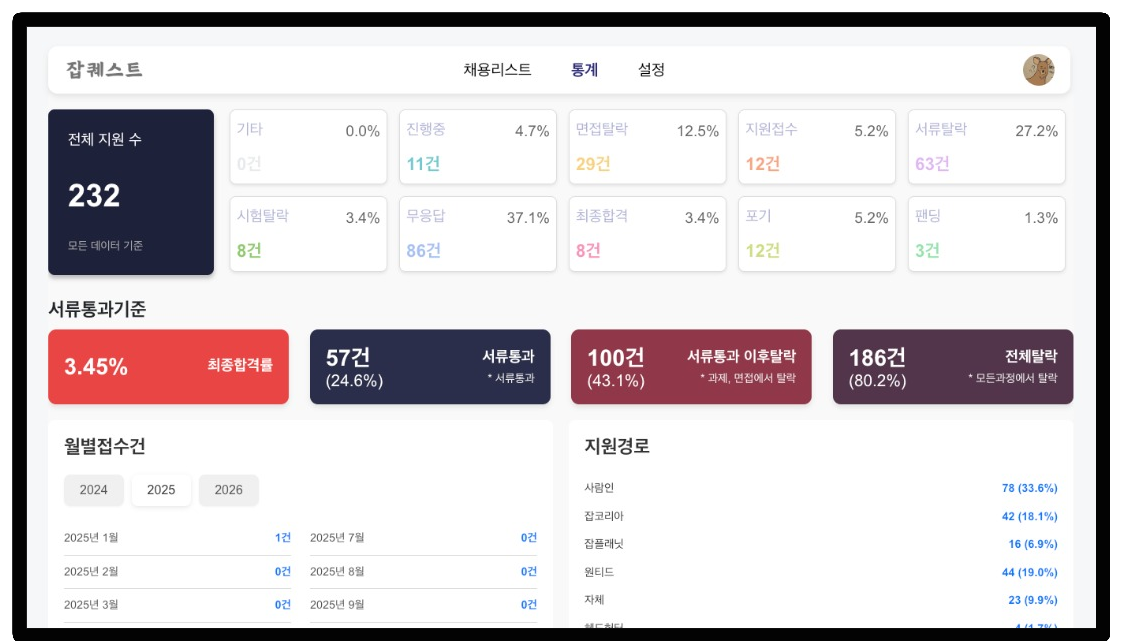 잡퀘스트
채용리스트 통계 설정
전체 지원 수
232
모든 데이터 기준
기타 0.0%
0건
진행중 4.7%
11건
면접탈락 12.5%
29건
지원접수 5.2%
12건
서류탈락 27.2%
63건
시험탈락 3.4%
8건
무응답 37.1%
86건
최종합격 3.4%
8건
포기 5.2%
12건
팬딩 1.3%
3건
서류통과기준
3.45% 최종합격률
57건 서류통과
(24.6%) * 서류통과
100건 서류통과 이후탈락
(43.1%) * 과제, 면접에서 탈락
186건 전체탈락
(80.2%) * 모든과정에서 탈락
월별접수건
2024 2025 2026
2025년 1월 1건 2025년 7월 0건
2025년 2월 0건 2025년 8월 0건
2025년 3월 0건 2025년 9월 0건
지원경로
사람인 78 (33.6%)
잡코리아 42 (18.1%)
잡플래닛 16 (6.9%)
원티드 44 (19.0%)
자체 23 (9.9%)
헤드헌터 4 (1.7%)